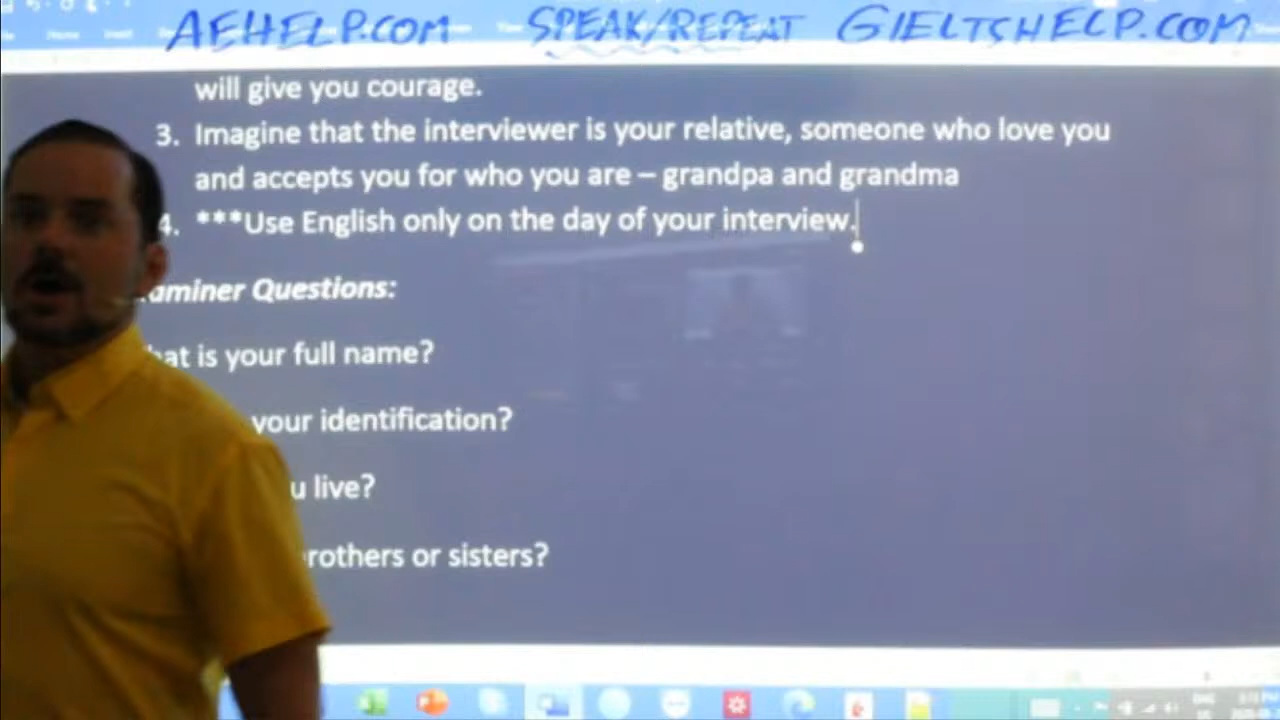 AEHELP.COM SPEAK/REPEAT GIELTSHELP.COM
will give you courage.
3. Imagine that the interviewer is your relative, someone who love you
and accepts you for who you are – grandpa and grandma
4. ***Use English only on the day of your interview.
aminer Questions:
hat is your full name?
your identification?
u live?
rothers or sisters?